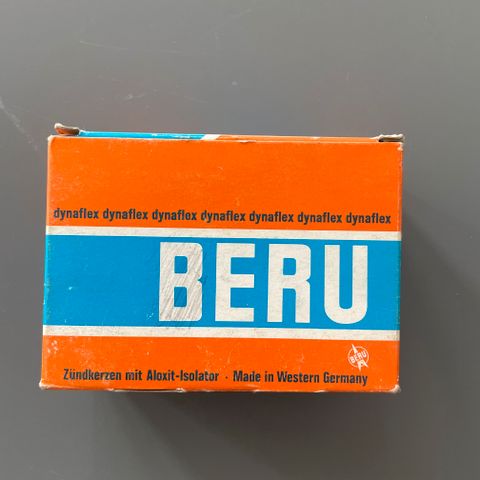 dynaflex dynaflex dynaflex dynaflex dynaflex dynaflex dynaflex
BERU
BERU
Zündkerzen mit Aloxit-Isolator · Made in Western Germany